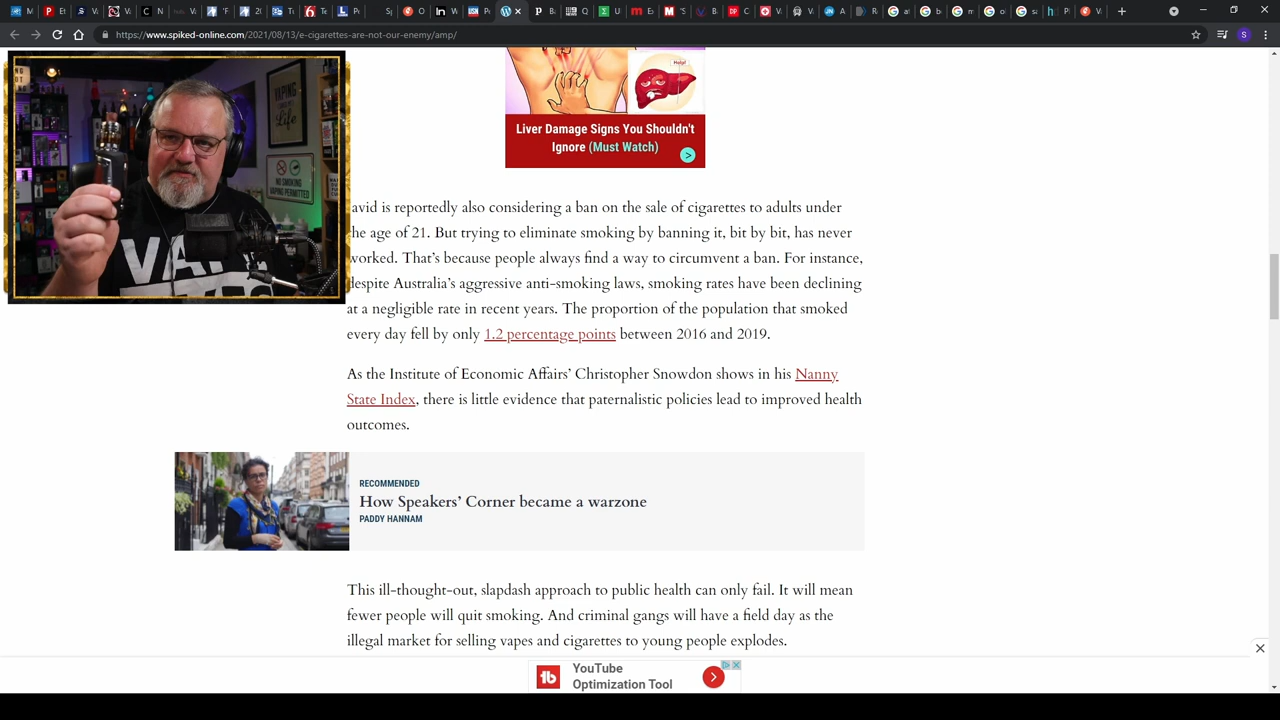 https://www.spiked-online.com/2021/08/13/e-cigarettes-are-not-our-enemy/amp/
VAPING
Life
NO SMOKING
VAPING PERMITTED
Help!
Liver Damage Signs You Shouldn't
Ignore (Must Watch)
avid is reportedly also considering a ban on the sale of cigarettes to adults under
he age of 21. But trying to eliminate smoking by banning it, bit by bit, has never
worked. That's because people always find a way to circumvent a ban. For instance,
despite Australia's aggressive anti-smoking laws, smoking rates have been declining
at a negligible rate in recent years. The proportion of the population that smoked
every day fell by only 1.2 percentage points between 2016 and 2019.
As the Institute of Economic Affairs' Christopher Snowdon shows in his Nanny
State Index, there is little evidence that paternalistic policies lead to improved health
outcomes.
RECOMMENDED
How Speakers' Corner became a warzone
PADDY HANNAM
This ill-thought-out, slapdash approach to public health can only fail. It will mean
fewer people will quit smoking. And criminal gangs will have a field day as the
illegal market for selling vapes and cigarettes to young people explodes.
YouTube
Optimization Tool